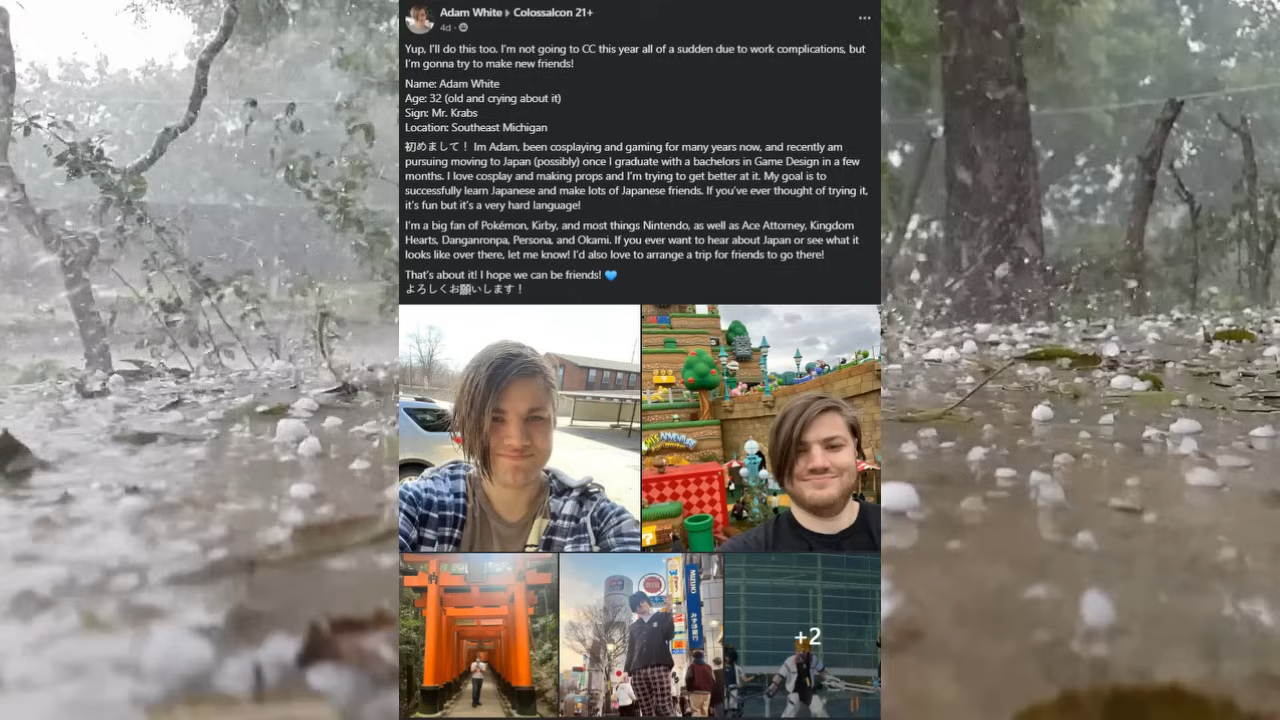 Adam White ▸ Colossalcon 21+
4d
Yup, I'll do this too. I'm not going to CC this year all of a sudden due to work complications, but
I'm gonna try to make new friends!
Name: Adam White
Age: 32 (old and crying about it)
Sign: Mr. Krabs
Location: Southeast Michigan
初めまして！ Im Adam, been cosplaying and gaming for many years now, and recently am
pursuing moving to Japan (possibly) once I graduate with a bachelors in Game Design in a few
months. I love cosplay and making props and I'm trying to get better at it. My goal is to
successfully learn Japanese and make lots of Japanese friends. If you've ever thought of trying it,
it's fun but it's a very hard language!
I'm a big fan of Pokémon, Kirby, and most things Nintendo, as well as Ace Attorney, Kingdom
Hearts, Danganronpa, Persona, and Okami. If you ever want to hear about Japan or see what it
looks like over there, let me know! I'd also love to arrange a trip for friends to go there!
That's about it! I hope we can be friends! 💙
よろしくお願いします！
ADVENTURE
MIZUHO
みずほ銀行
+2